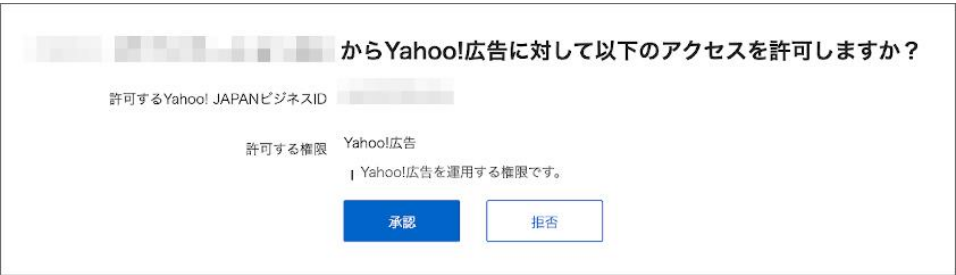 からYahoo!広告に対して以下のアクセスを許可しますか？
許可するYahoo! JAPANビジネスID
許可する権限 Yahoo!広告
Yahoo!広告を運用する権限です。
承認 拒否